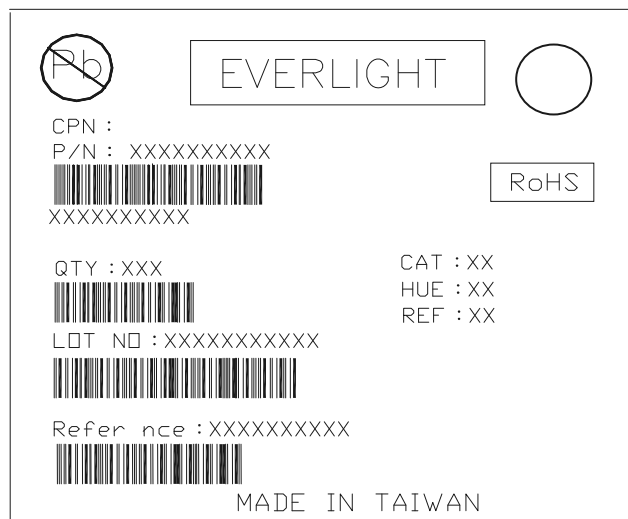 Pb
EVERLIGHT
CPN :
P/N : XXXXXXXXXX
RoHS
XXXXXXXXXX
QTY : XXX
CAT : XX
HUE : XX
REF : XX
LOT NO : XXXXXXXXXXX
Refer nce : XXXXXXXXXX
MADE IN TAIWAN